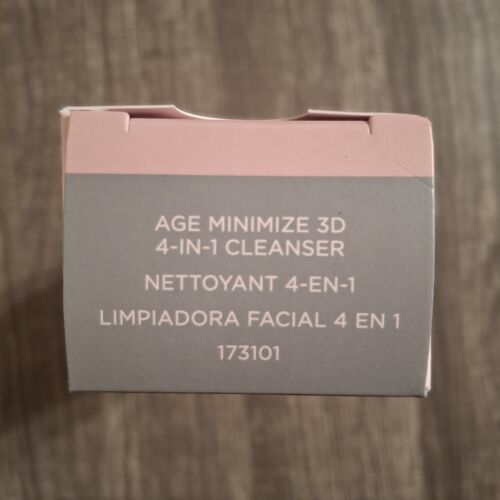 AGE MINIMIZE 3D
4-IN-1 CLEANSER
NETTOYANT 4-EN-1
LIMPIADORA FACIAL 4 EN 1
173101